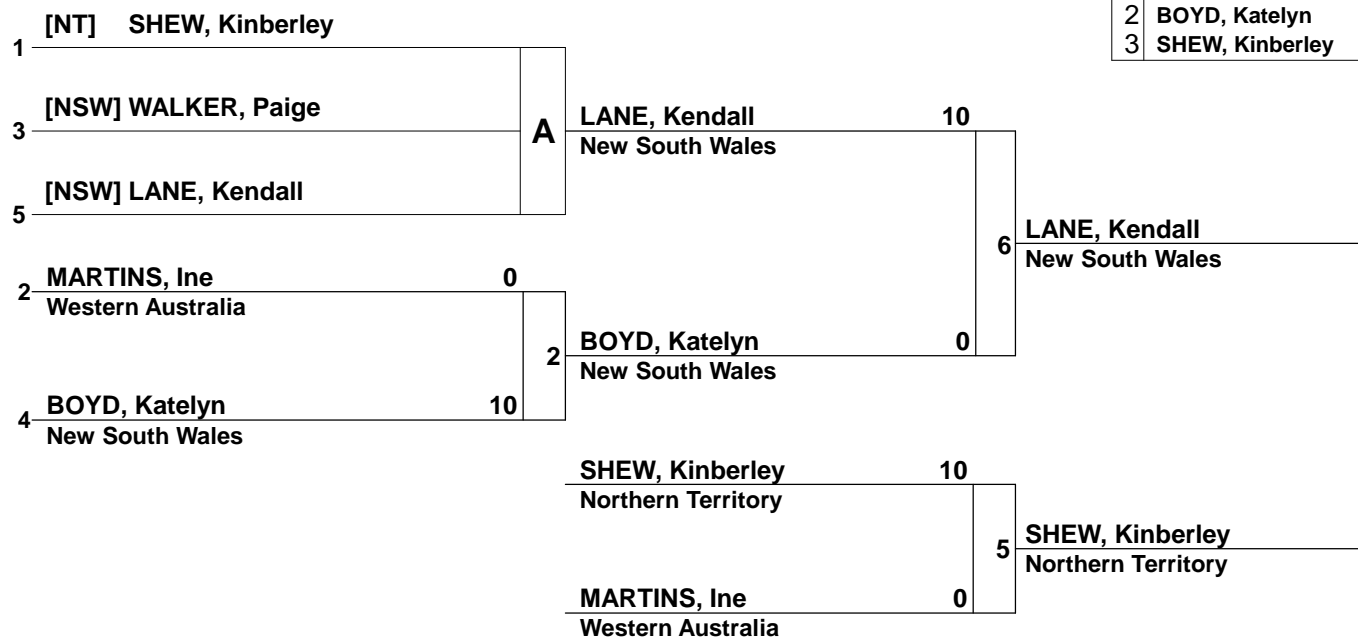 2 BOYD, Katelyn
3 SHEW, Kinberley
[NT] SHEW, Kinberley
1
[NSW] WALKER, Paige
3
A
LANE, Kendall 10
New South Wales
[NSW] LANE, Kendall
5
6
LANE, Kendall
New South Wales
MARTINS, Ine 0
2
Western Australia
2
BOYD, Katelyn 0
New South Wales
BOYD, Katelyn 10
4
New South Wales
SHEW, Kinberley 10
Northern Territory
5
SHEW, Kinberley
Northern Territory
MARTINS, Ine 0
Western Australia